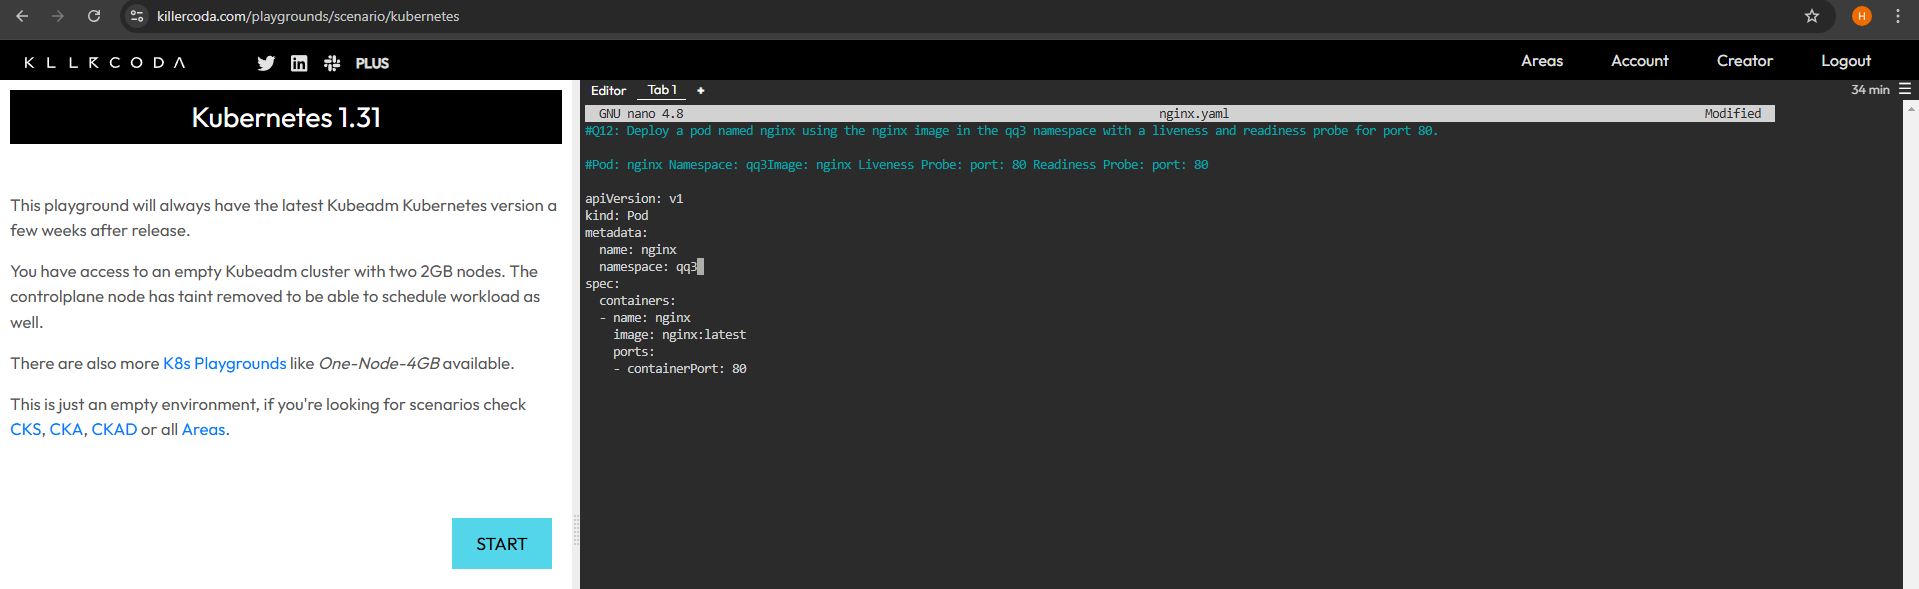 killercoda.com/playgrounds/scenario/kubernetes
H
KLLRCODA
PLUS
Areas
Account
Creator
Logout
Kubernetes 1.31
This playground will always have the latest Kubeadm Kubernetes version a
few weeks after release.
You have access to an empty Kubeadm cluster with two 2GB nodes. The
controlplane node has taint removed to be able to schedule workload as
well.
There are also more K8s Playgrounds like One-Node-4GB available.
This is just an empty environment, if you're looking for scenarios check
CKS, CKA, CKAD or all Areas.
START
Editor Tab 1 +
34 min
GNU nano 4.8 nginx.yaml Modified
#Q12: Deploy a pod named nginx using the nginx image in the qq3 namespace with a liveness and readiness probe for port 80.
#Pod: nginx Namespace: qq3Image: nginx Liveness Probe: port: 80 Readiness Probe: port: 80
apiVersion: v1
kind: Pod
metadata:
  name: nginx
  namespace: qq3
spec:
  containers:
  - name: nginx
    image: nginx:latest
    ports:
    - containerPort: 80